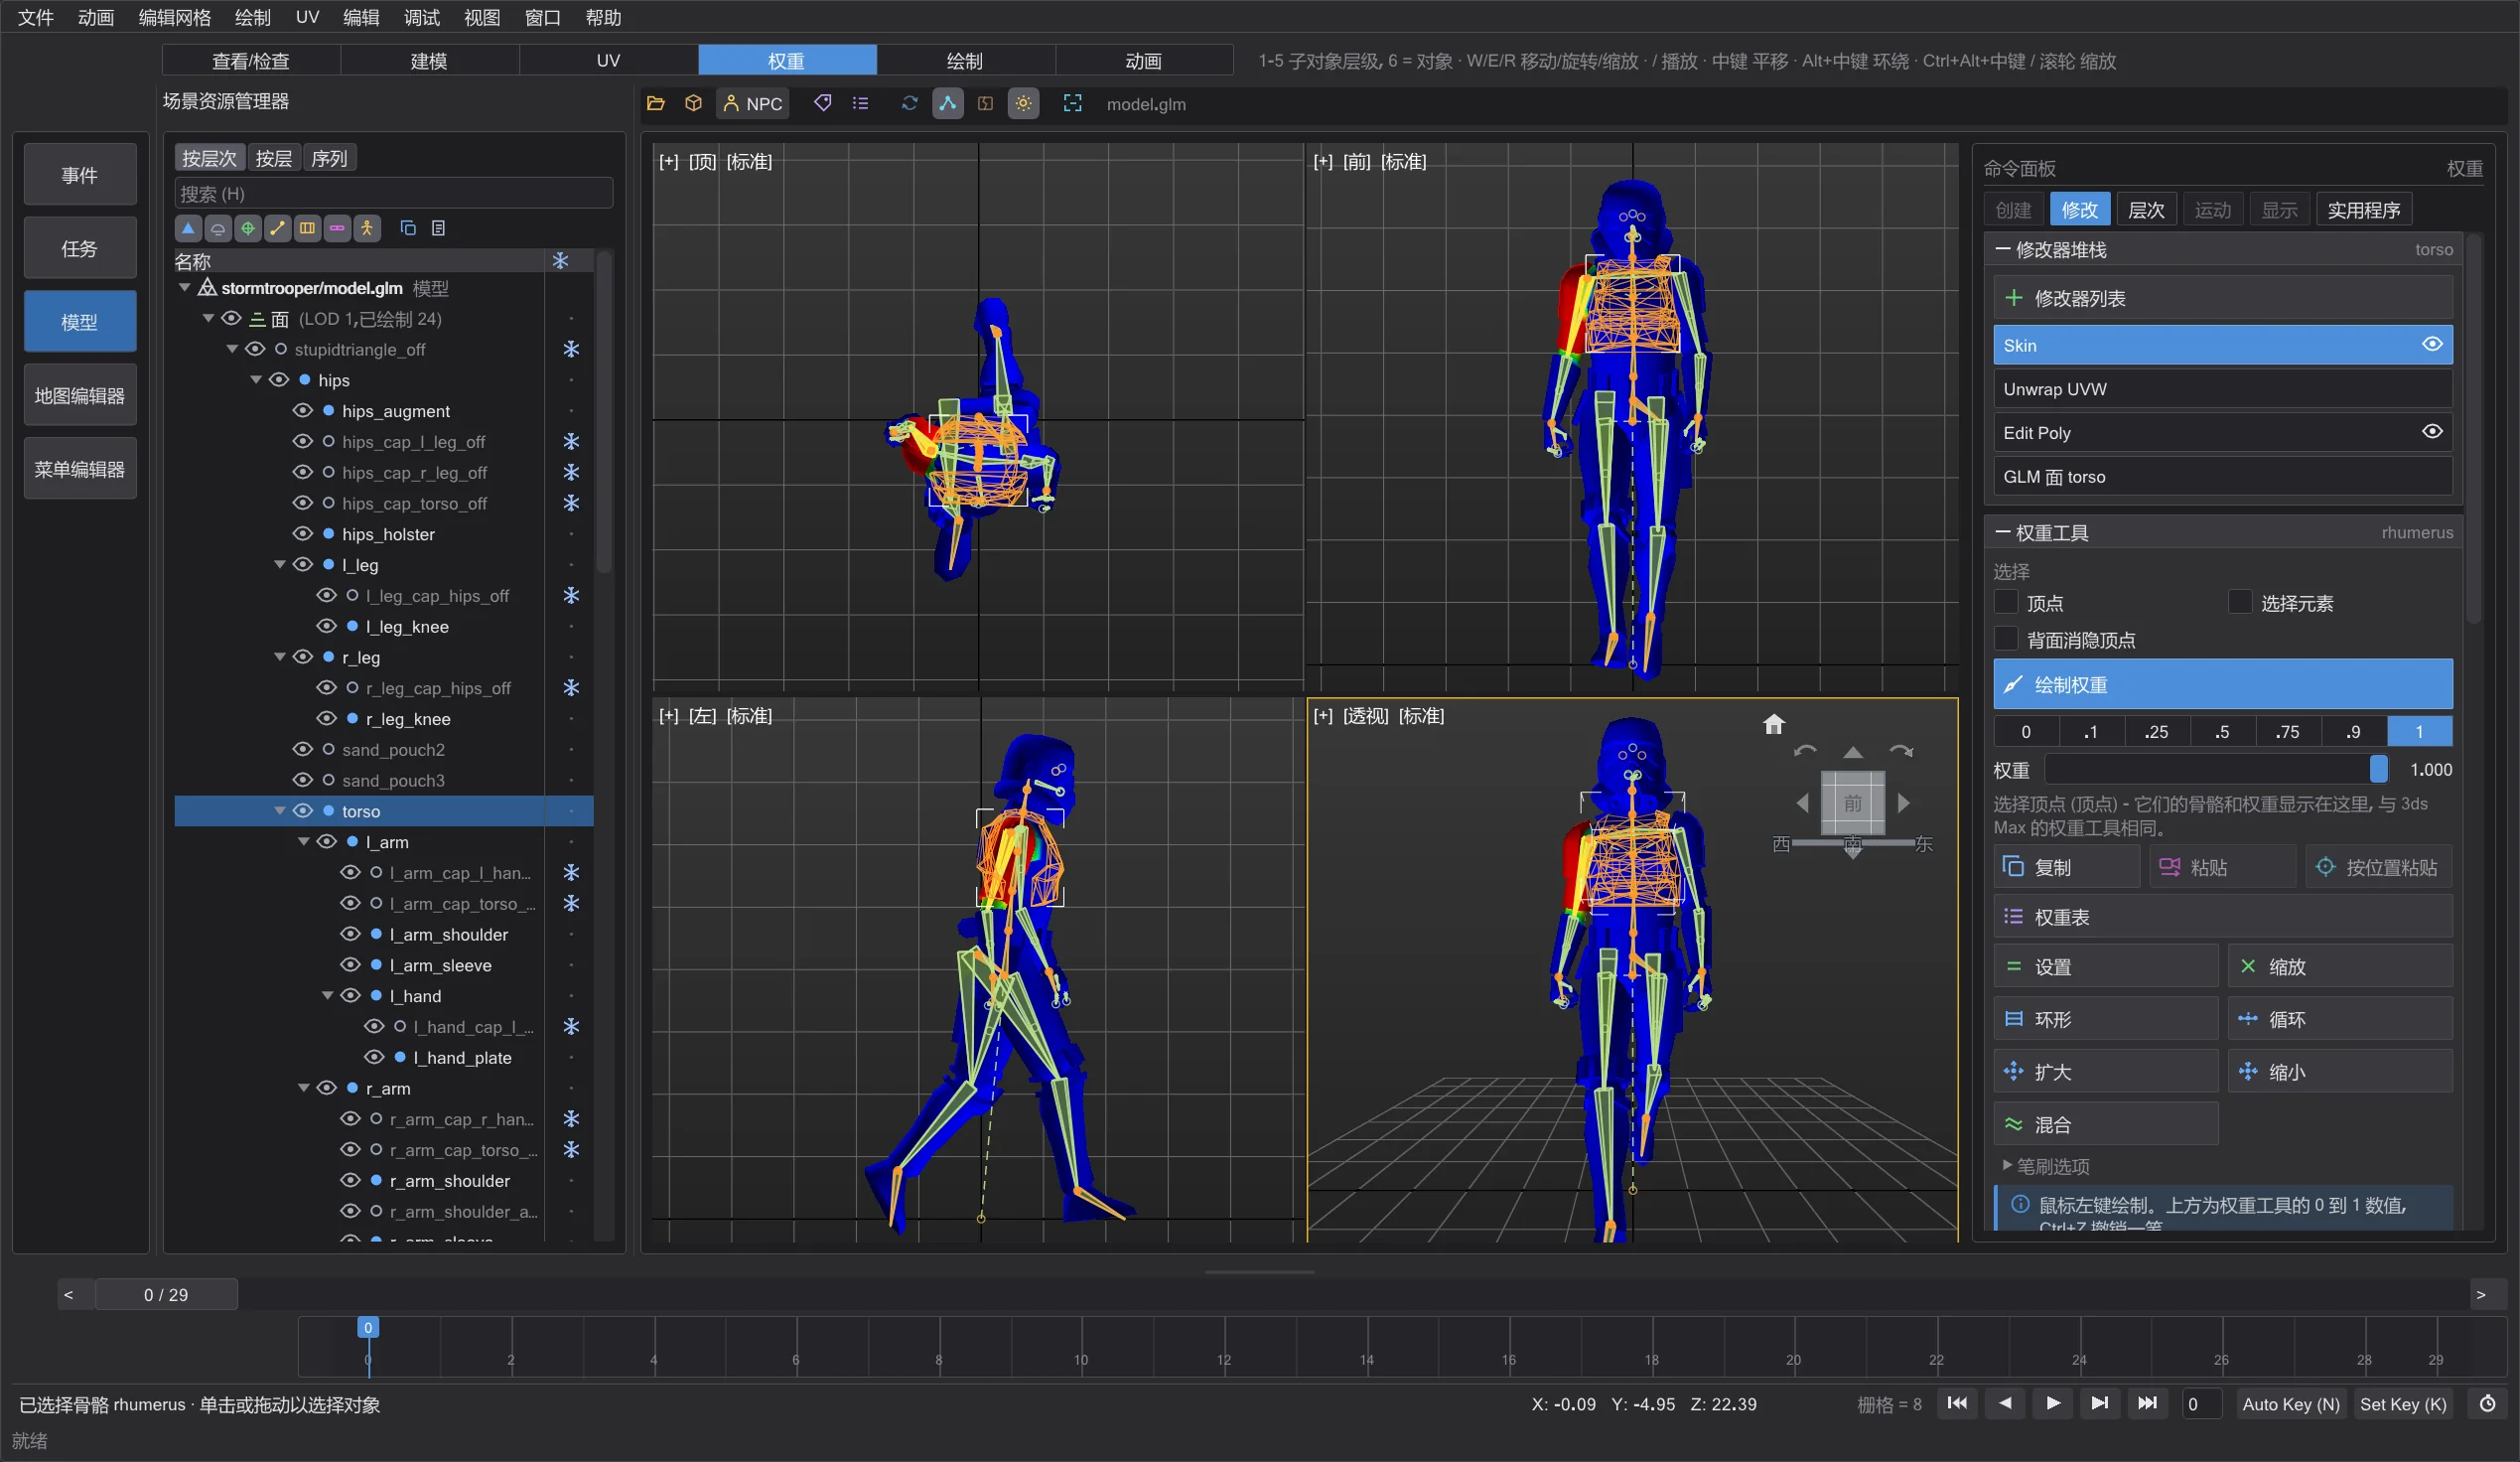 文件 动画 编辑网格 绘制 UV 编辑 调试 视图 窗口 帮助
查看/检查 建模 UV 权重 绘制 动画 1-5 子对象层级, 6 = 对象 · W/E/R 移动/旋转/缩放 · / 播放 · 中键 平移 · Alt+中键 环绕 · Ctrl+Alt+中键 / 滚轮 缩放
场景资源管理器
NPC model.glm
事件
任务
模型
地图编辑器
菜单编辑器
按层次 按层 序列
搜索 (H)
名称
stormtrooper/model.glm 模型
面 (LOD 1,已绘制 24)
stupidtriangle_off
hips
hips_augment
hips_cap_l_leg_off
hips_cap_r_leg_off
hips_cap_torso_off
hips_holster
l_leg
l_leg_cap_hips_off
l_leg_knee
r_leg
r_leg_cap_hips_off
r_leg_knee
sand_pouch2
sand_pouch3
torso
l_arm
l_arm_cap_l_han...
l_arm_cap_torso_...
l_arm_shoulder
l_arm_sleeve
l_hand
l_hand_cap_l_...
l_hand_plate
r_arm
r_arm_cap_r_han...
r_arm_cap_torso_...
r_arm_shoulder
r_arm_shoulder_a...
[+] [顶] [标准]
[+] [前] [标准]
[+] [左] [标准]
[+] [透视] [标准]
前
西 南 东
命令面板 权重
创建 修改 层次 运动 显示 实用程序
修改器堆栈 torso
修改器列表
Skin
Unwrap UVW
Edit Poly
GLM 面 torso
权重工具 rhumerus
选择
顶点 选择元素
背面消隐顶点
绘制权重
0 .1 .25 .5 .75 .9 1
权重 1.000
选择顶点 (顶点) - 它们的骨骼和权重显示在这里, 与 3ds
Max 的权重工具相同。
复制 粘贴 按位置粘贴
权重表
设置 缩放
环形 循环
扩大 缩小
混合
笔刷选项
鼠标左键绘制。上方为权重工具的 0 到 1 数值,
Ctrl+Z 撤销一笔
< 0 / 29 >
0
0 2 4 6 8 10 12 14 16 18 20 22 24 26 28 29
已选择骨骼 rhumerus · 单击或拖动以选择对象 X: -0.09 Y: -4.95 Z: 22.39 栅格 = 8 0 Auto Key (N) Set Key (K)
就绪